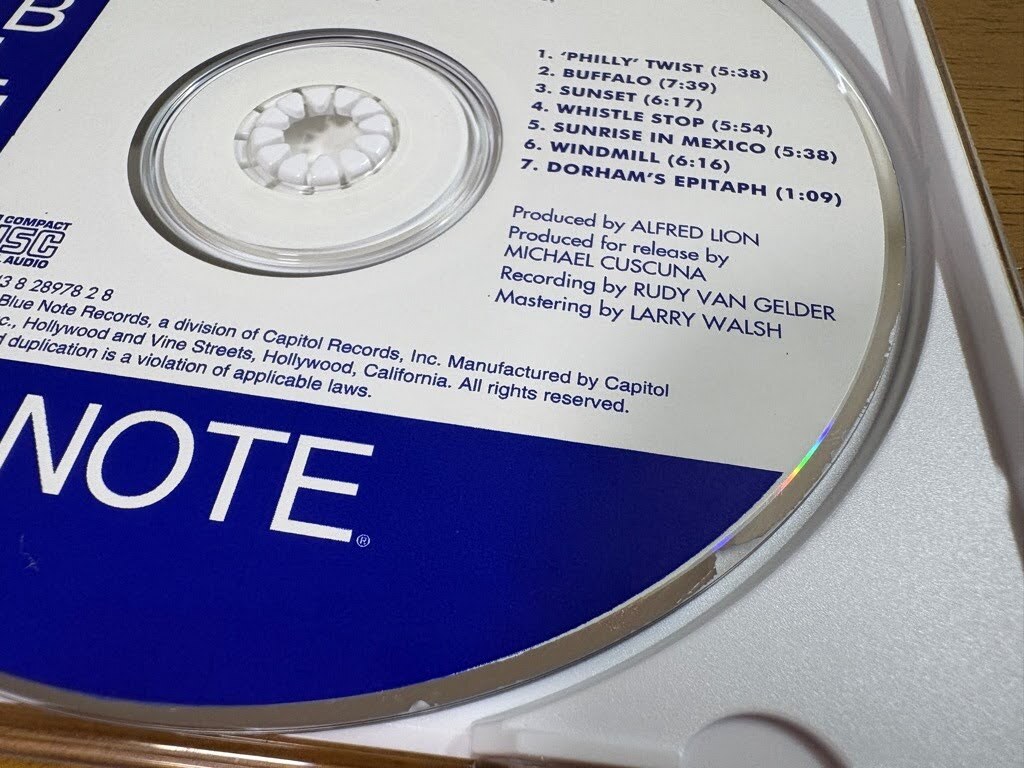 B
1. ‘PHILLY’ TWIST (5:38)
2. BUFFALO (7:39)
3. SUNSET (6:17)
4. WHISTLE STOP (5:54)
5. SUNRISE IN MEXICO (5:38)
6. WINDMILL (6:16)
7. DORHAM’S EPITAPH (1:09)
Produced by ALFRED LION
Produced for release by
MICHAEL CUSCUNA
Recording by RUDY VAN GELDER
Mastering by LARRY WALSH
COMPACT
DISC
AUDIO
8 28978 2 8
Blue Note Records, a division of Capitol Records, Inc. Manufactured by Capitol
c., Hollywood and Vine Streets, Hollywood, California. All rights reserved.
d duplication is a violation of applicable laws.
NOTE®